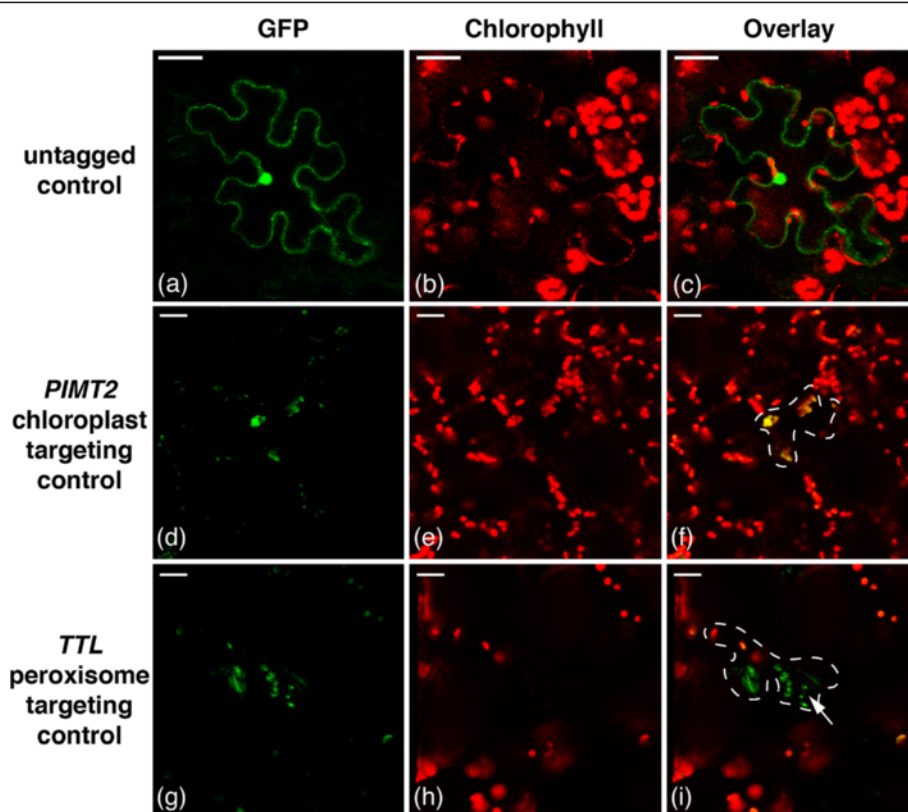 GFP Chlorophyll Overlay
untagged
control
(a) (b) (c)
PIMT2
chloroplast
targeting
control
(d) (e) (f)
TTL
peroxisome
targeting
control
(g) (h) (i)